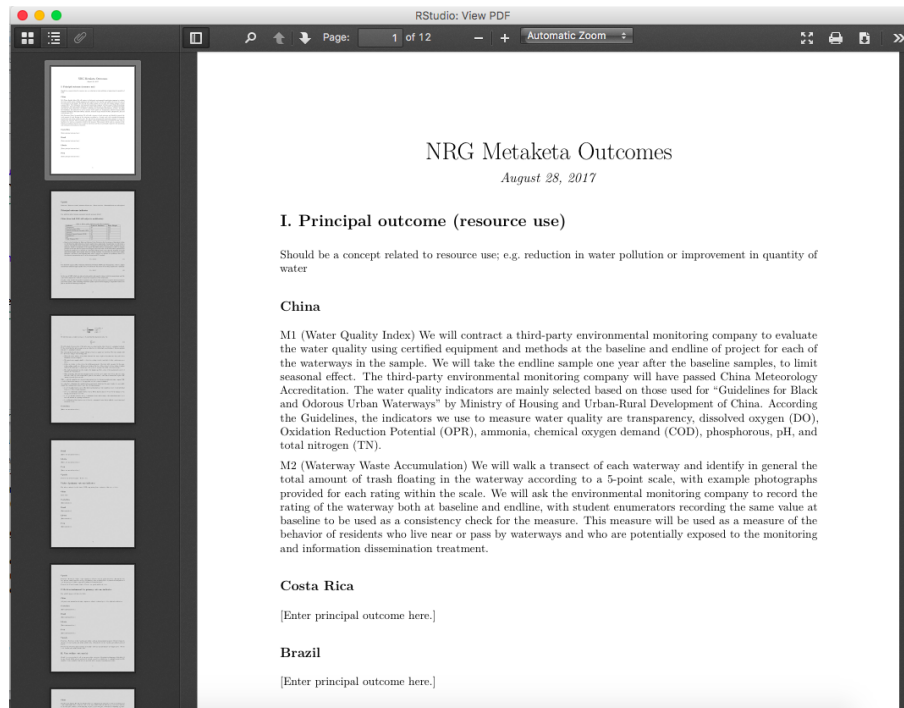 RStudio: View PDF
Page: 1 of 12
Automatic Zoom
NRG Metaketa Outcomes
August 28, 2017
I. Principal outcome (resource use)
Should be a concept related to resource use; e.g. reduction in water pollution or improvement in quantity of
water
China
M1 (Water Quality Index) We will contract a third-party environmental monitoring company to evaluate
the water quality using certified equipment and methods at the baseline and endline of project for each of
the waterways in the sample. We will take the endline sample one year after the baseline samples, to limit
seasonal effect. The third-party environmental monitoring company will have passed China Meteorology
Accreditation. The water quality indicators are mainly selected based on those used for “Guidelines for Black
and Odorous Urban Waterways” by Ministry of Housing and Urban-Rural Development of China. According
the Guidelines, the indicators we use to measure water quality are transparency, dissolved oxygen (DO),
Oxidation Reduction Potential (OPR), ammonia, chemical oxygen demand (COD), phosphorous, pH, and
total nitrogen (TN).
M2 (Waterway Waste Accumulation) We will walk a transect of each waterway and identify in general the
total amount of trash floating in the waterway according to a 5-point scale, with example photographs
provided for each rating within the scale. We will ask the environmental monitoring company to record the
rating of the waterway both at baseline and endline, with student enumerators recording the same value at
baseline to be used as a consistency check for the measure. This measure will be used as a measure of the
behavior of residents who live near or pass by waterways and who are potentially exposed to the monitoring
and information dissemination treatment.
Costa Rica
[Enter principal outcome here.]
Brazil
[Enter principal outcome here.]